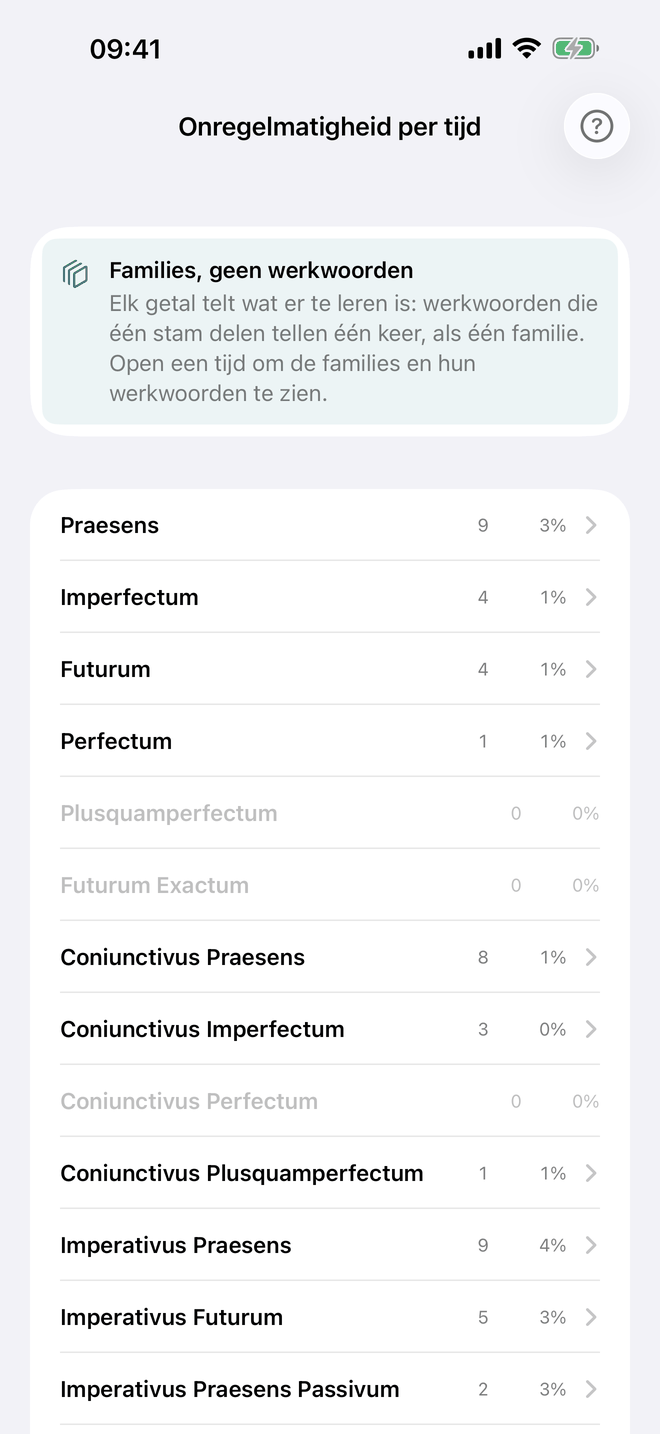 09:41
Onregelmatigheid per tijd
Families, geen werkwoorden
Elk getal telt wat er te leren is: werkwoorden die
één stam delen tellen één keer, als één familie.
Open een tijd om de families en hun
werkwoorden te zien.
Praesens 9 3%
Imperfectum 4 1%
Futurum 4 1%
Perfectum 1 1%
Plusquamperfectum 0 0%
Futurum Exactum 0 0%
Coniunctivus Praesens 8 1%
Coniunctivus Imperfectum 3 0%
Coniunctivus Perfectum 0 0%
Coniunctivus Plusquamperfectum 1 1%
Imperativus Praesens 9 4%
Imperativus Futurum 5 3%
Imperativus Praesens Passivum 2 3%